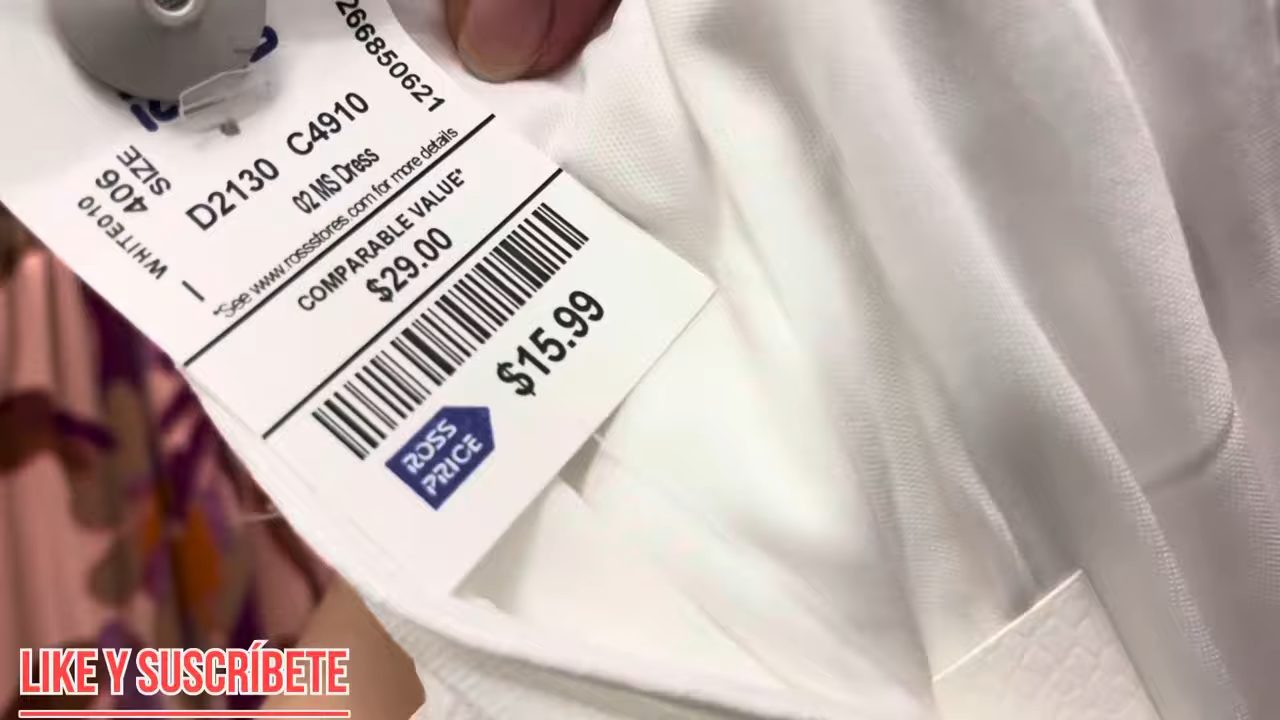 266850621
D2130 C4910
02 MS Dress
SIZE
406
WHITE010
*See www.rossstores.com for more details
COMPARABLE VALUE*
$29.00
$15.99
ROSS
PRICE
LIKE Y SUSCRÍBETE